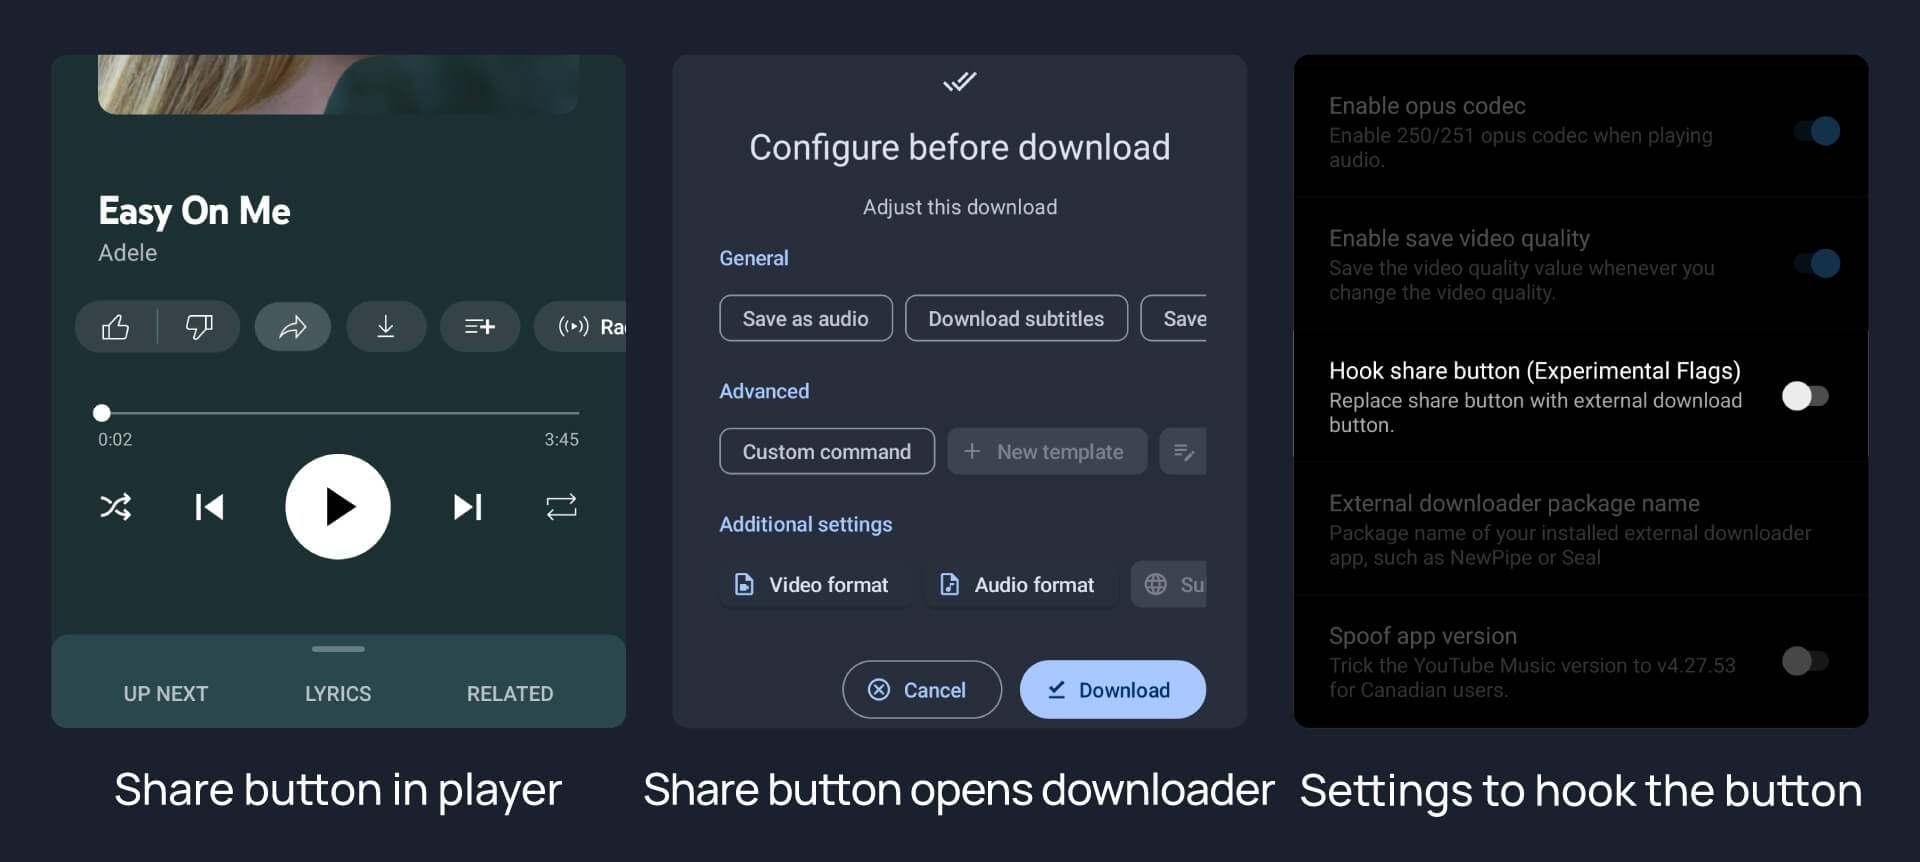 Easy On Me
Adele
Ra
0:02
3:45
UP NEXT
LYRICS
RELATED
Share button in player
Configure before download
Adjust this download
General
Save as audio
Download subtitles
Save
Advanced
Custom command
New template
Additional settings
Video format
Audio format
Su
Cancel
Download
Share button opens downloader
Enable opus codec
Enable 250/251 opus codec when playing
audio.
Enable save video quality
Save the video quality value whenever you
change the video quality.
Hook share button (Experimental Flags)
Replace share button with external download
button.
External downloader package name
Package name of your installed external downloader
app, such as NewPipe or Seal
Spoof app version
Trick the YouTube Music version to v4.27.53
for Canadian users.
Settings to hook the button